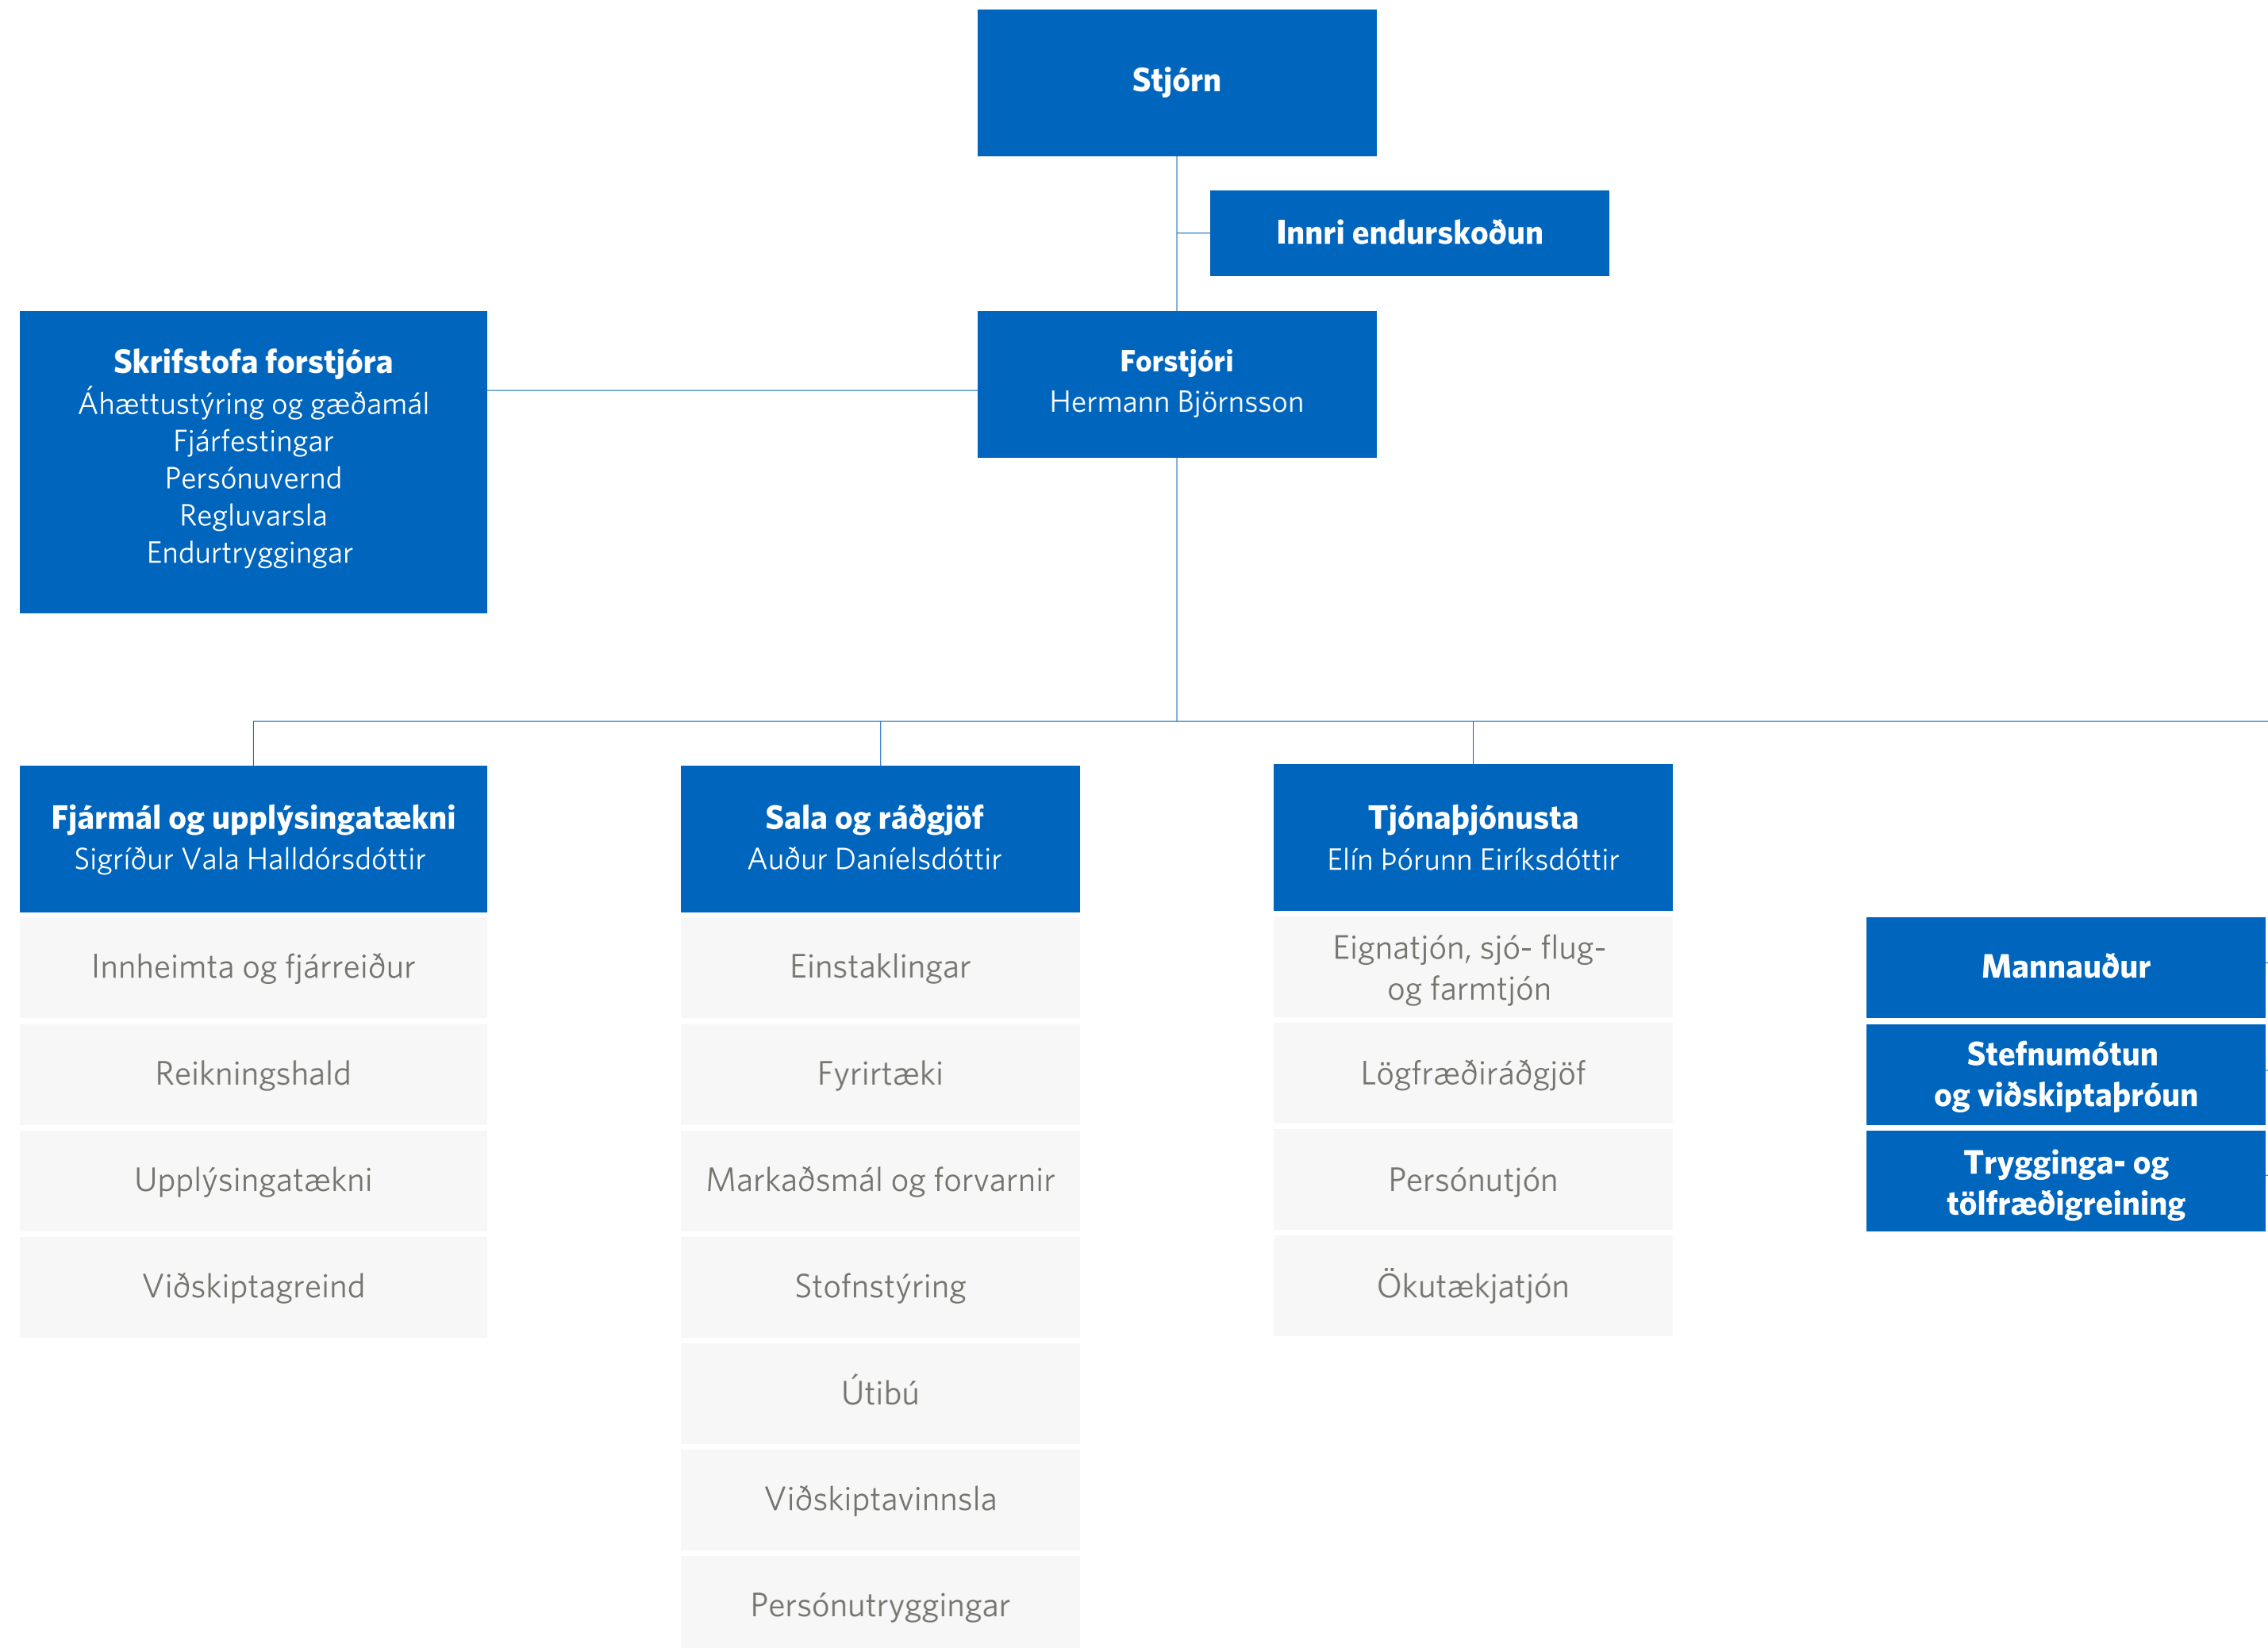 Stjórn
Innri endurskoðun
Skrifstofa forstjóra
Áhættustýring og gæðamál
Fjárfestingar
Persónuvernd
Regluvarsla
Endurtryggingar
Forstjóri
Hermann Björnsson
Fjármál og upplýsingatækni
Sigríður Vala Halldórsdóttir
Innheimta og fjárreiður
Reikningshald
Upplýsingatækni
Viðskiptagreind
Sala og ráðgjöf
Auður Daníelsdóttir
Einstaklingar
Fyrirtæki
Markaðsmál og forvarnir
Stofnstýring
Útibú
Viðskiptavinnsla
Persónutryggingar
Tjónaþjónusta
Elín Þórunn Eiríksdóttir
Eignatjón, sjó- flug-
og farmtjón
Lögfræðiráðgjöf
Persónutjón
Ökutækjatjón
Mannauður
Stefnumótun
og viðskiptaþróun
Trygginga- og
tölfræðigreining